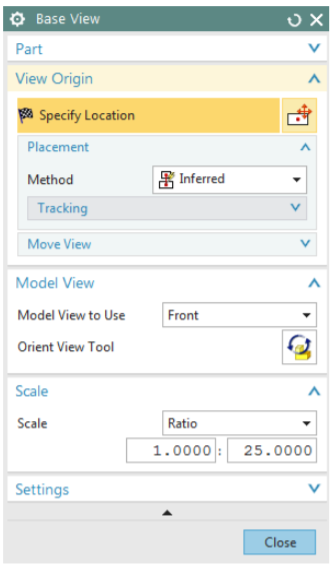 Base View
Part
View Origin
Specify Location
Placement
Method Inferred
Tracking
Move View
Model View
Model View to Use Front
Orient View Tool
Scale
Scale Ratio
1.0000 : 25.0000
Settings
Close